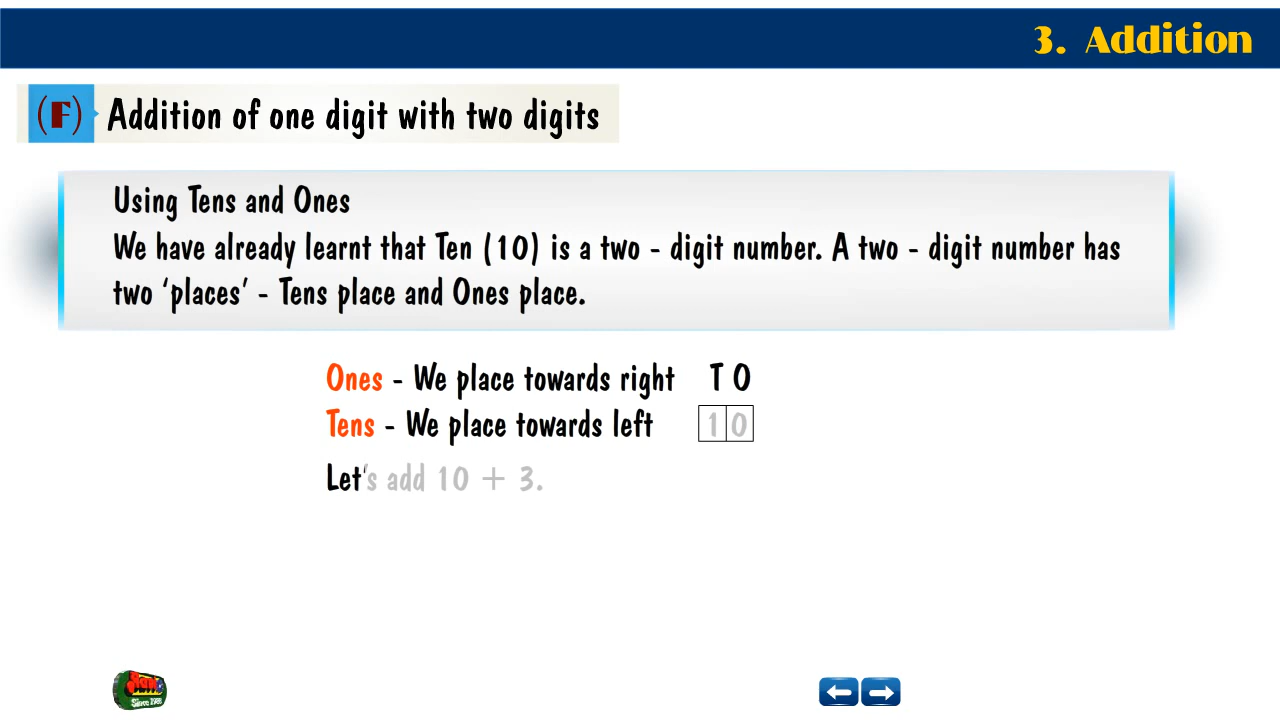 3. Addition
(F) Addition of one digit with two digits
Using Tens and Ones
We have already learnt that Ten (10) is a two - digit number. A two - digit number has
two ‘places’ - Tens place and Ones place.
Ones - We place towards right T O
Tens - We place towards left 1 0
Let's add 10 + 3.
Since